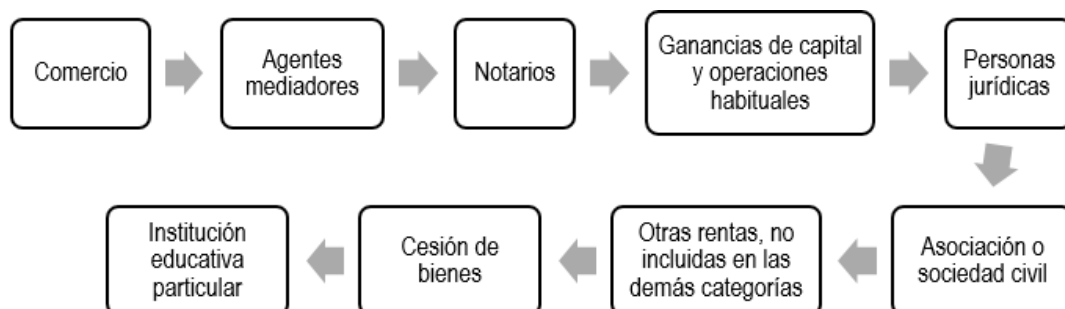 Comercio
Agentes
mediadores
Notarios
Ganancias de capital
y operaciones
habituales
Personas
jurídicas
Asociación o
sociedad civil
Otras rentas, no
incluidas en las
demás categorías
Cesión de
bienes
Institución
educativa
particular